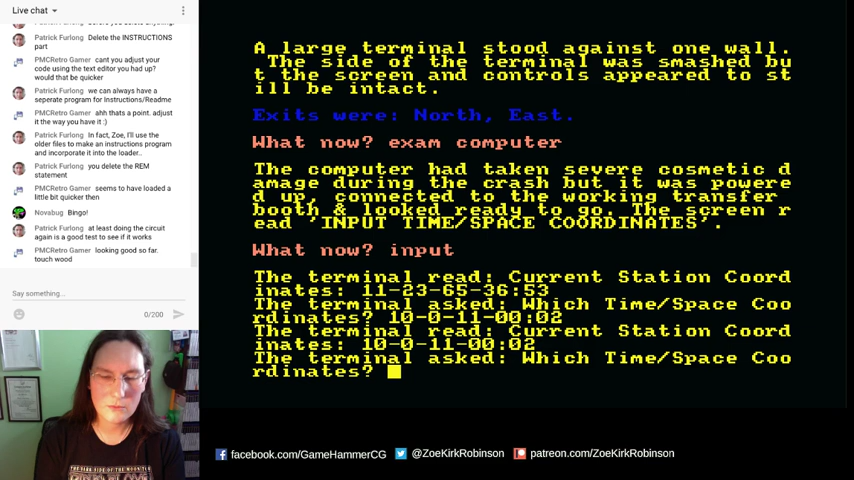 Live chat
Patrick Furlong Delete the INSTRUCTIONS
part
PMCRetro Gamer cant you adjust your
code using the text editor you had up?
would that be quicker
Patrick Furlong we can always have a
seperate program for Instructions/Readme
PMCRetro Gamer ahh thats a point. adjust
it the way you have it :)
Patrick Furlong In fact, Zoe, I'll use the
older files to make an instructions program
and incorporate it into the loader..
Patrick Furlong you delete the REM
statement
PMCRetro Gamer seems to have loaded a
little bit quicker then
Novabug Bingo!
Patrick Furlong at least doing the circuit
again is a good test to see if it works
PMCRetro Gamer looking good so far.
touch wood
Say something...
0/200
A large terminal stood against one wall.
The side of the terminal was smashed bu
t the screen and controls appeared to st
ill be intact.
Exits were: North, East.
What now? exam computer
The computer had taken severe cosmetic d
amage during the crash but it was powere
d up, connected to the working transfer
booth & looked ready to go. The screen r
ead 'INPUT TIME/SPACE COORDINATES'.
What now? input
The terminal read: Current Station Coord
inates: 11-23-65-36:53
The terminal asked: Which Time/Space Coo
rdinates? 10-0-11-00:02
The terminal read: Current Station Coord
inates: 10-0-11-00:02
The terminal asked: Which Time/Space Coo
rdinates?
facebook.com/GameHammerCG
@ZoeKirkRobinson
patreon.com/ZoeKirkRobinson